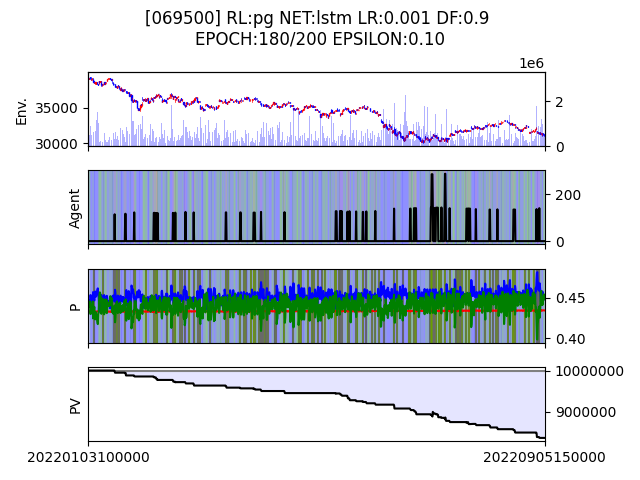 [069500] RL:pg NET:lstm LR:0.001 DF:0.9
EPOCH:180/200 EPSILON:0.10
1e6
Env.
35000
30000
2
0
Agent
200
0
P
0.45
0.40
PV
10000000
9000000
20220103100000
20220905150000